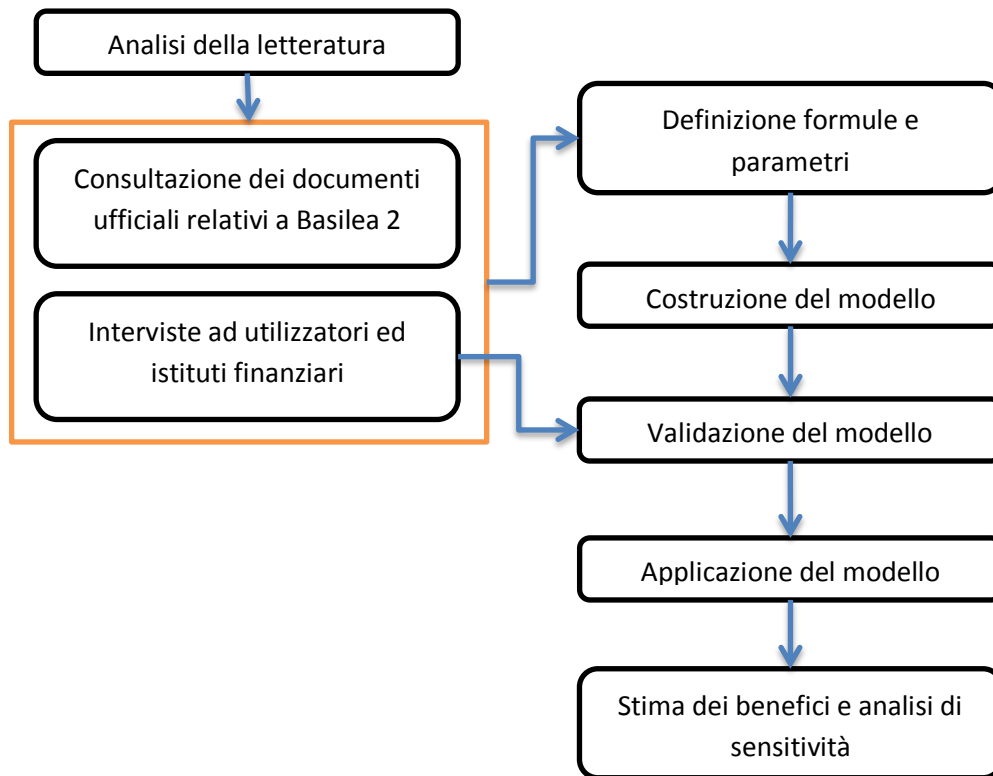 Analisi della letteratura
Consultazione dei documenti
ufficiali relativi a Basilea 2
Interviste ad utilizzatori ed
istituti finanziari
Definizione formule e
parametri
Costruzione del modello
Validazione del modello
Applicazione del modello
Stima dei benefici e analisi di
sensitività